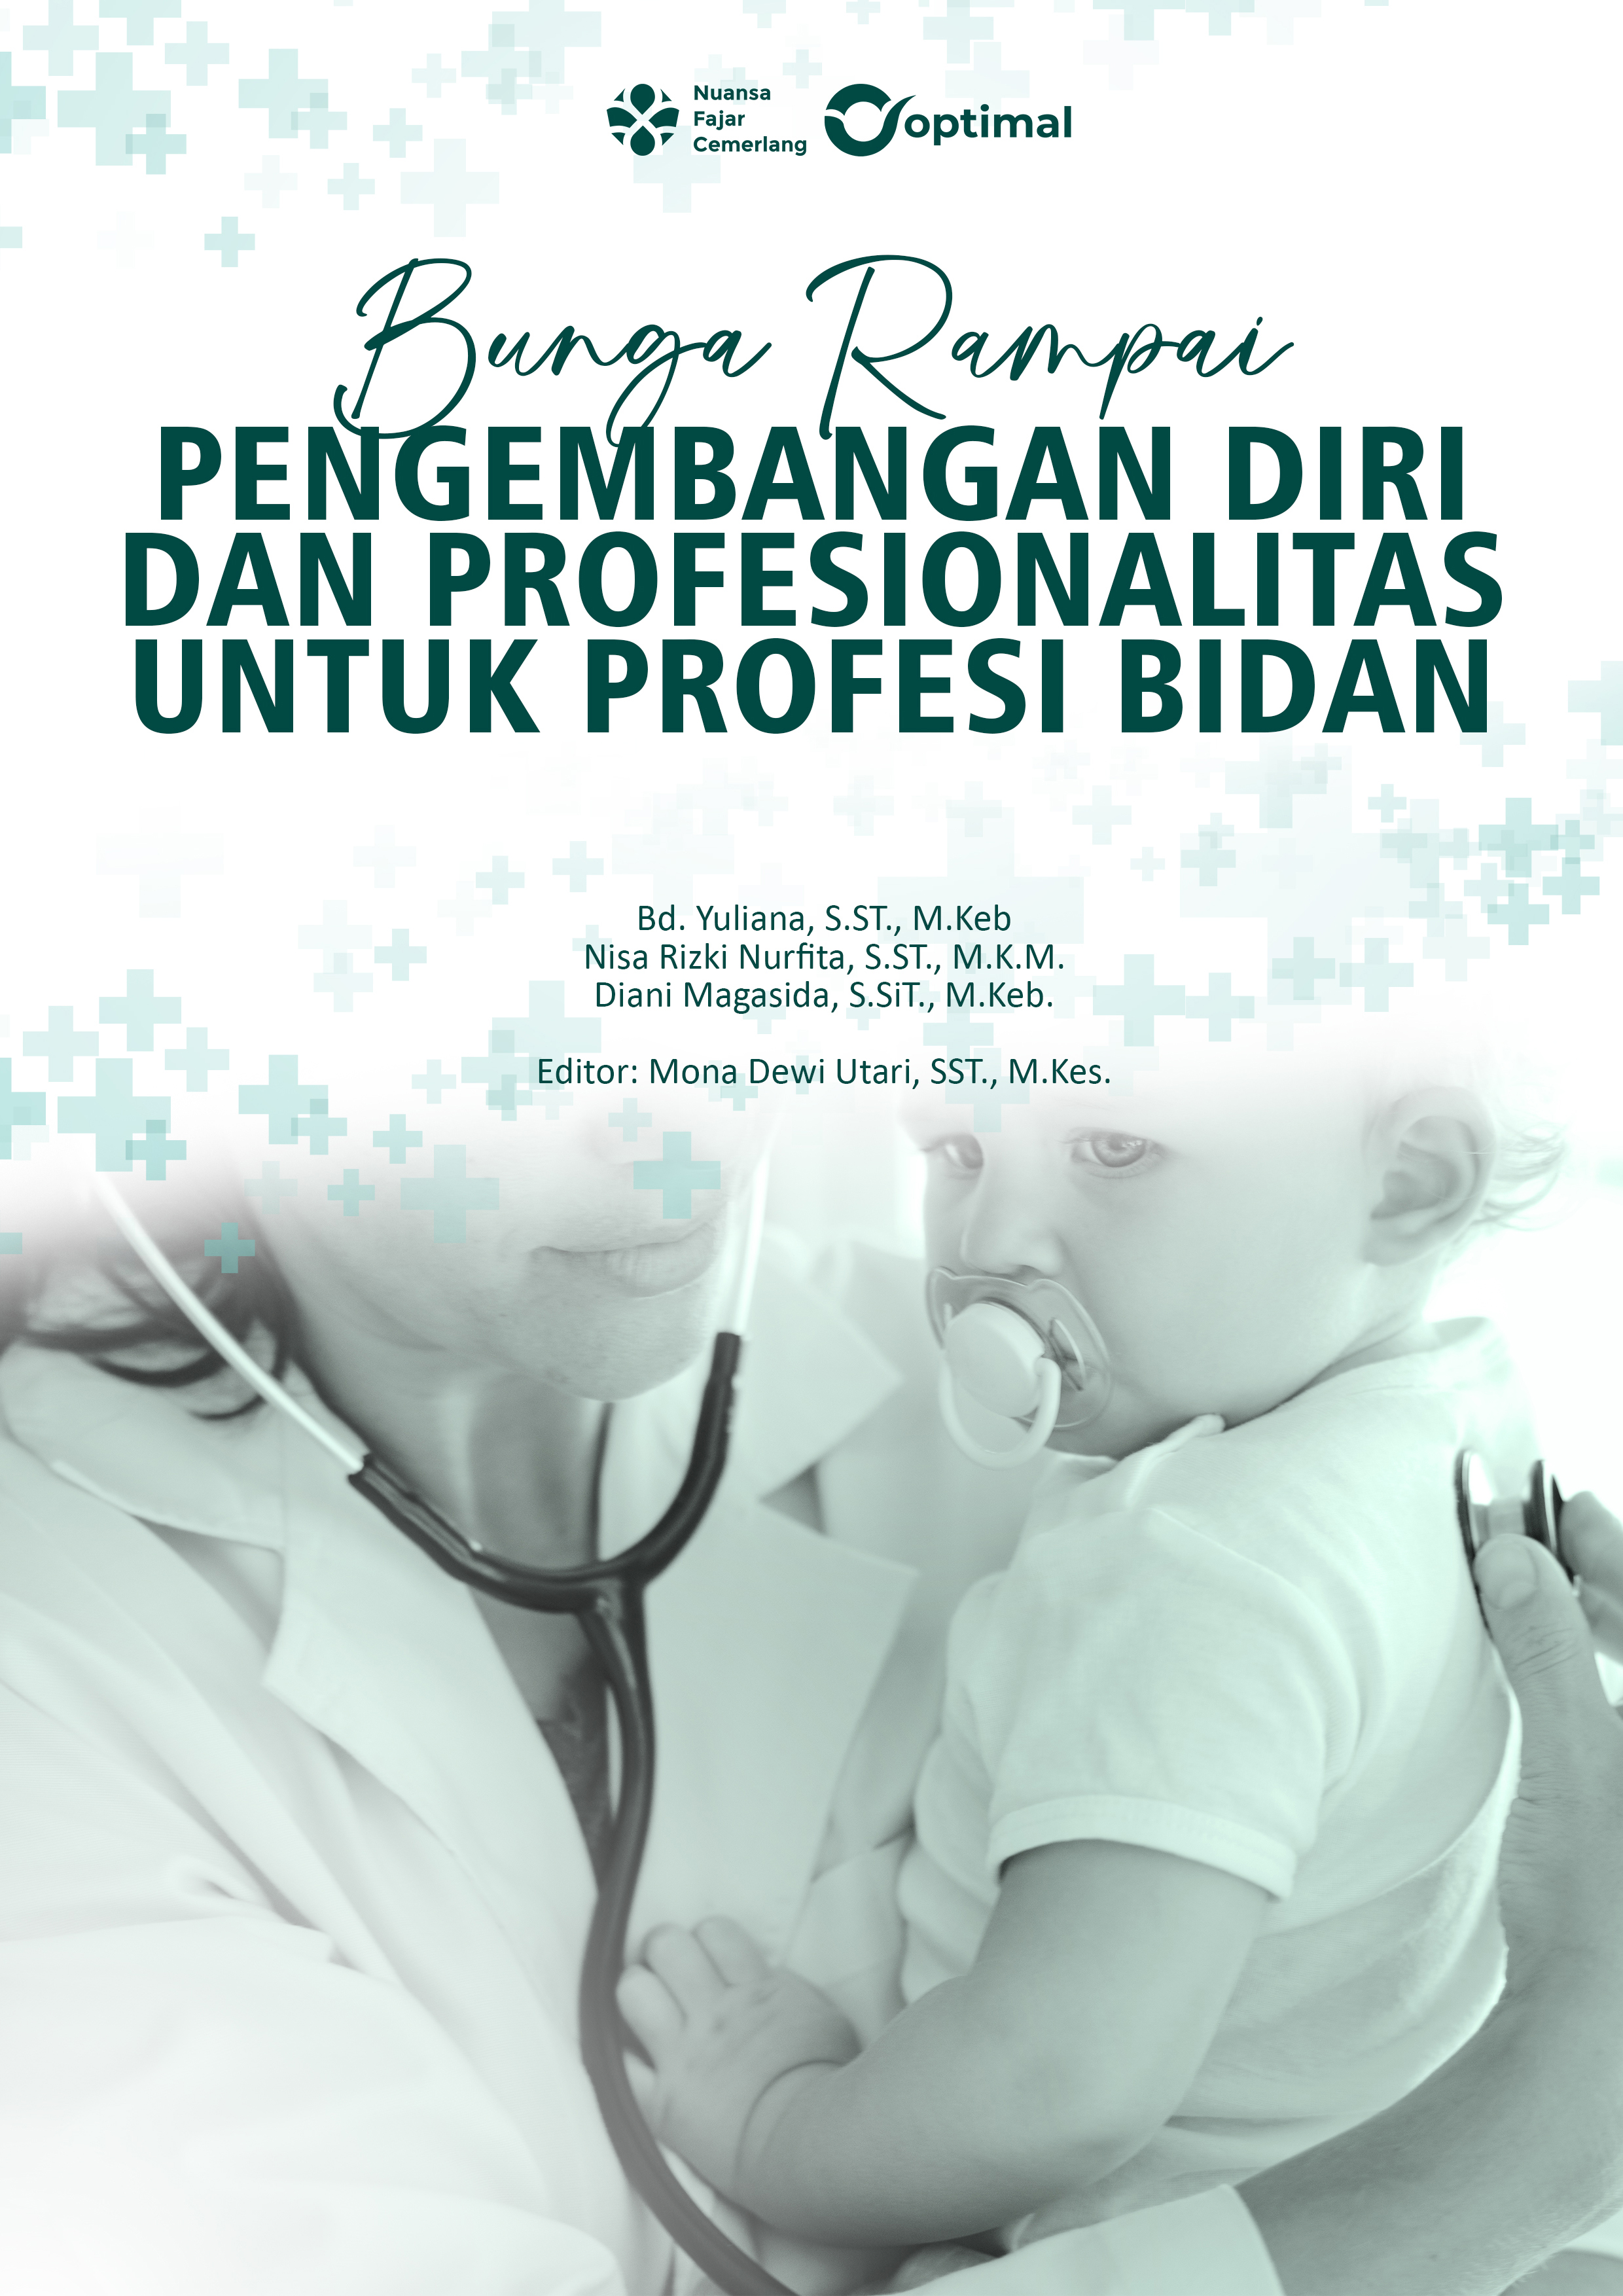 Nuansa
Fajar
Cemerlang
optimal
Bunga Rampai
PENGEMBANGAN DIRI
DAN PROFESIONALITAS
UNTUK PROFESI BIDAN
Bd. Yuliana, S.ST., M.Keb
Nisa Rizki Nurfita, S.ST., M.K.M.
Diani Magasida, S.SiT., M.Keb.
Editor: Mona Dewi Utari, SST., M.Kes.